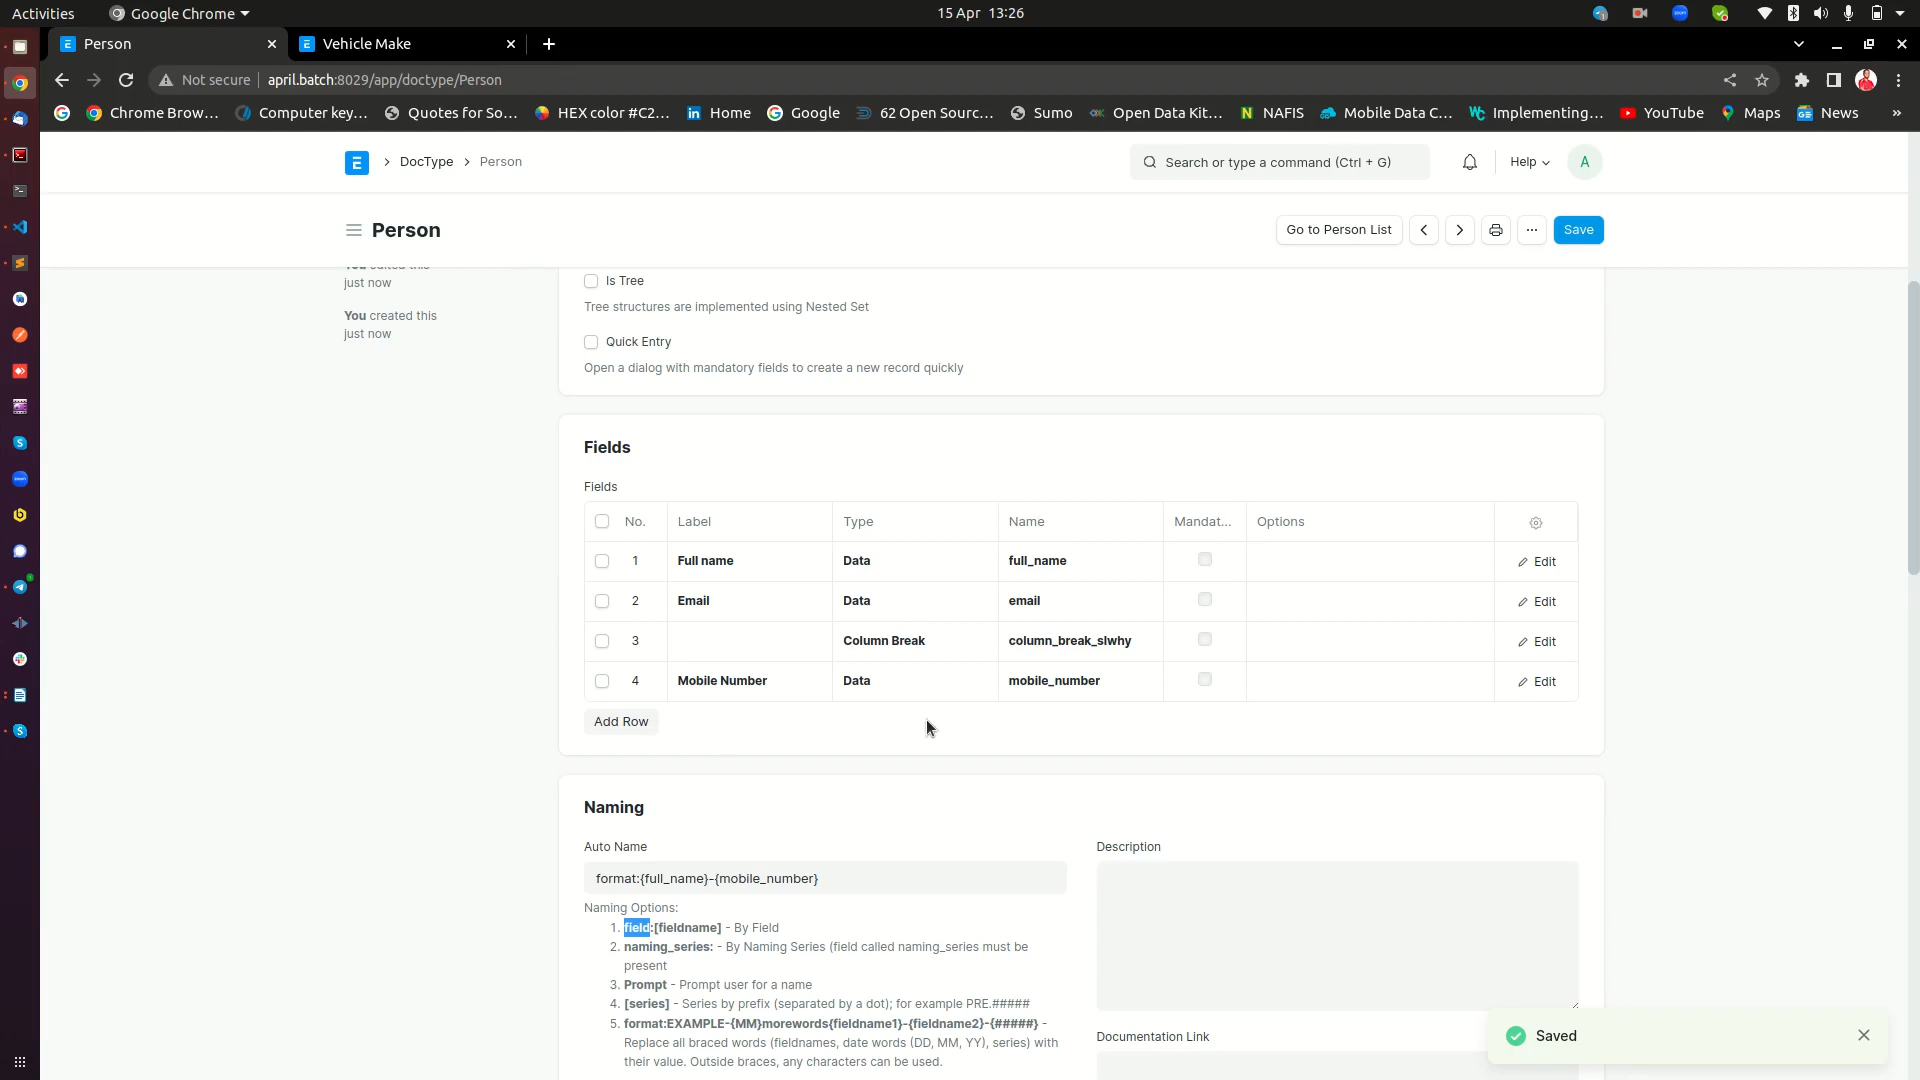 Activities
Google Chrome
15 Apr 13:26
Person
Vehicle Make
Not secure
april.batch:8029/app/doctype/Person
Chrome Brow...
Computer key...
Quotes for So...
HEX color #C2...
Home
Google
62 Open Sourc...
Sumo
Open Data Kit...
NAFIS
Mobile Data C...
Implementing...
YouTube
Maps
News
»
E
DocType
Person
Search or type a command (Ctrl + G)
Help
A
Person
Go to Person List
Save
You edited this
just now
You created this
just now
Is Tree
Tree structures are implemented using Nested Set
Quick Entry
Open a dialog with mandatory fields to create a new record quickly
Fields
Fields
No. Label Type Name Mandat... Options
1 Full name Data full_name Edit
2 Email Data email Edit
3 Column Break column_break_slwhy Edit
4 Mobile Number Data mobile_number Edit
Add Row
Naming
Auto Name
format:{full_name}-{mobile_number}
Naming Options:
1. field:[fieldname] - By Field
2. naming_series: - By Naming Series (field called naming_series must be
present
3. Prompt - Prompt user for a name
4. [series] - Series by prefix (separated by a dot); for example PRE.#####
5. format:EXAMPLE-{MM}morewords{fieldname1}-{fieldname2}-{#####} -
Replace all braced words (fieldnames, date words (DD, MM, YY), series) with
their value. Outside braces, any characters can be used.
Description
Documentation Link
Saved